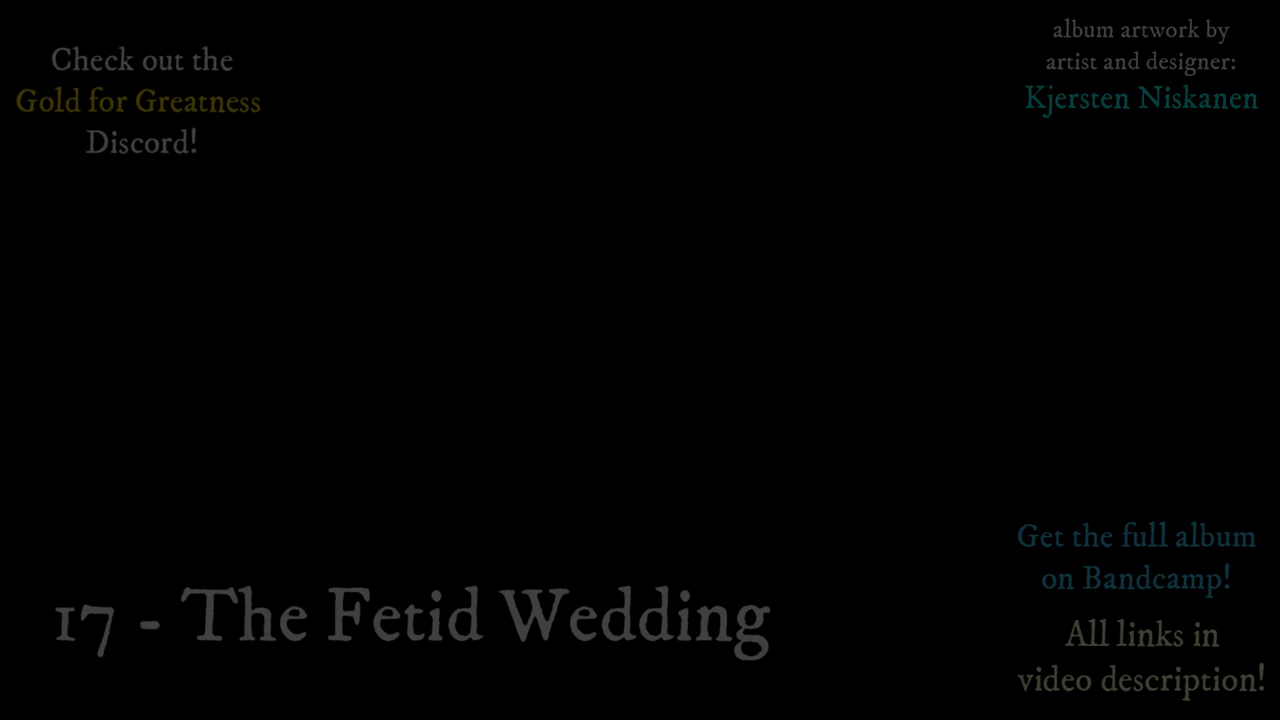 Check out the
Gold for Greatness
Discord!
album artwork by
artist and designer:
Kjersten Niskanen
17 - The Fetid Wedding
Get the full album
on Bandcamp!
All links in
video description!